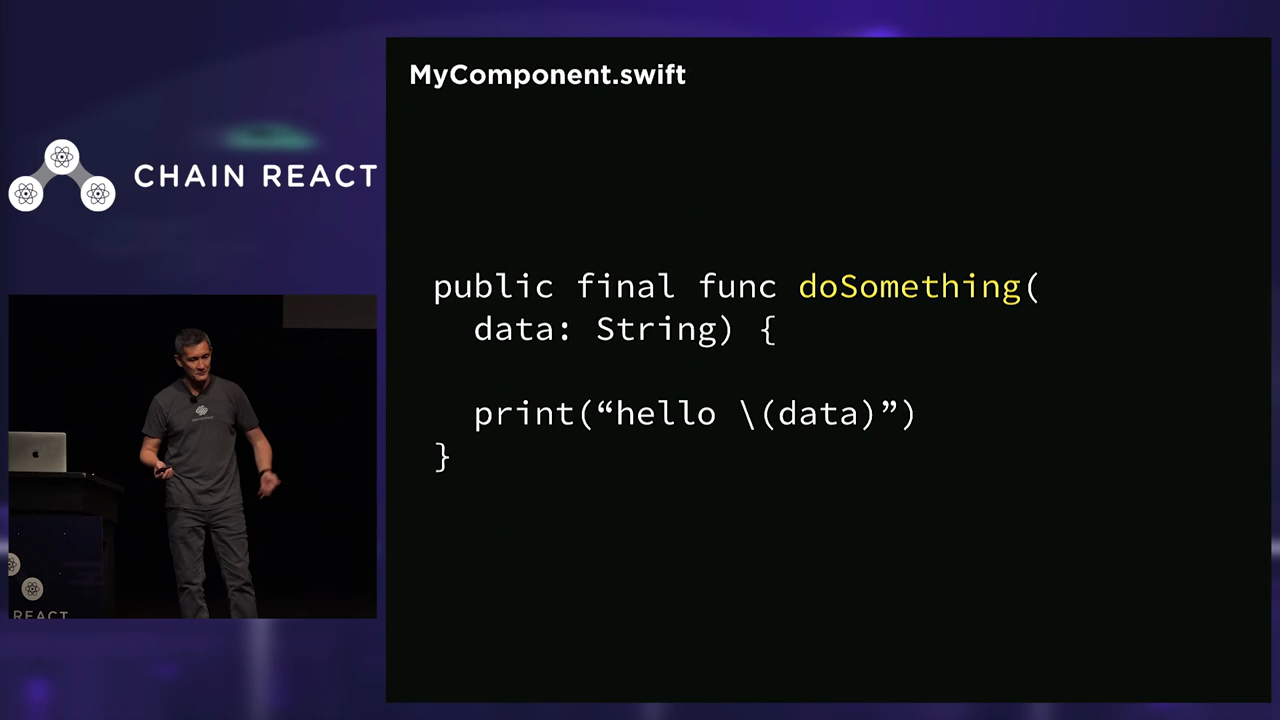 MyComponent.swift
CHAIN REACT
public final func doSomething(
data: String) {
print(“hello \(data)”)
}
REACT